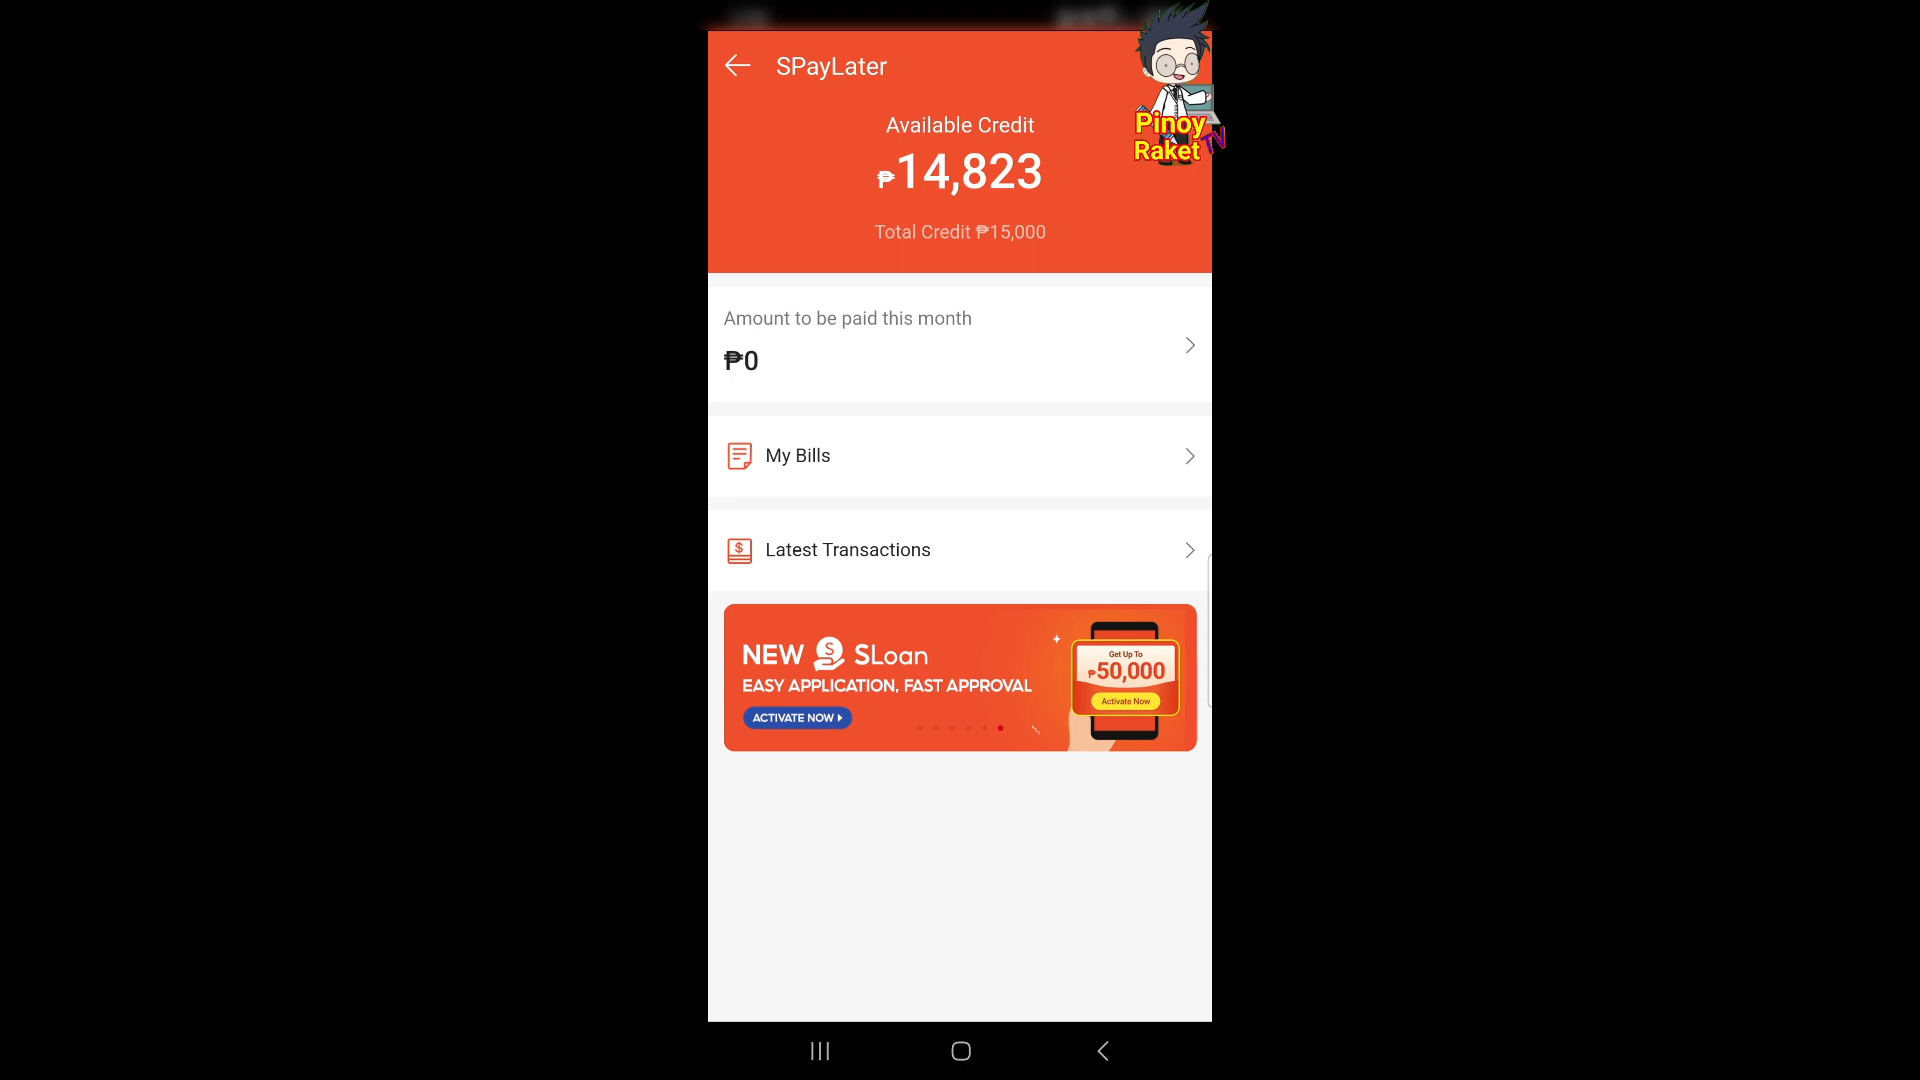 SPayLater
Available Credit
₱14,823
Total Credit ₱15,000
Pinoy
Raket TV
Amount to be paid this month
₱0
My Bills
Latest Transactions
NEW S SLoan
EASY APPLICATION, FAST APPROVAL
ACTIVATE NOW
Get Up To
₱50,000
Activate Now